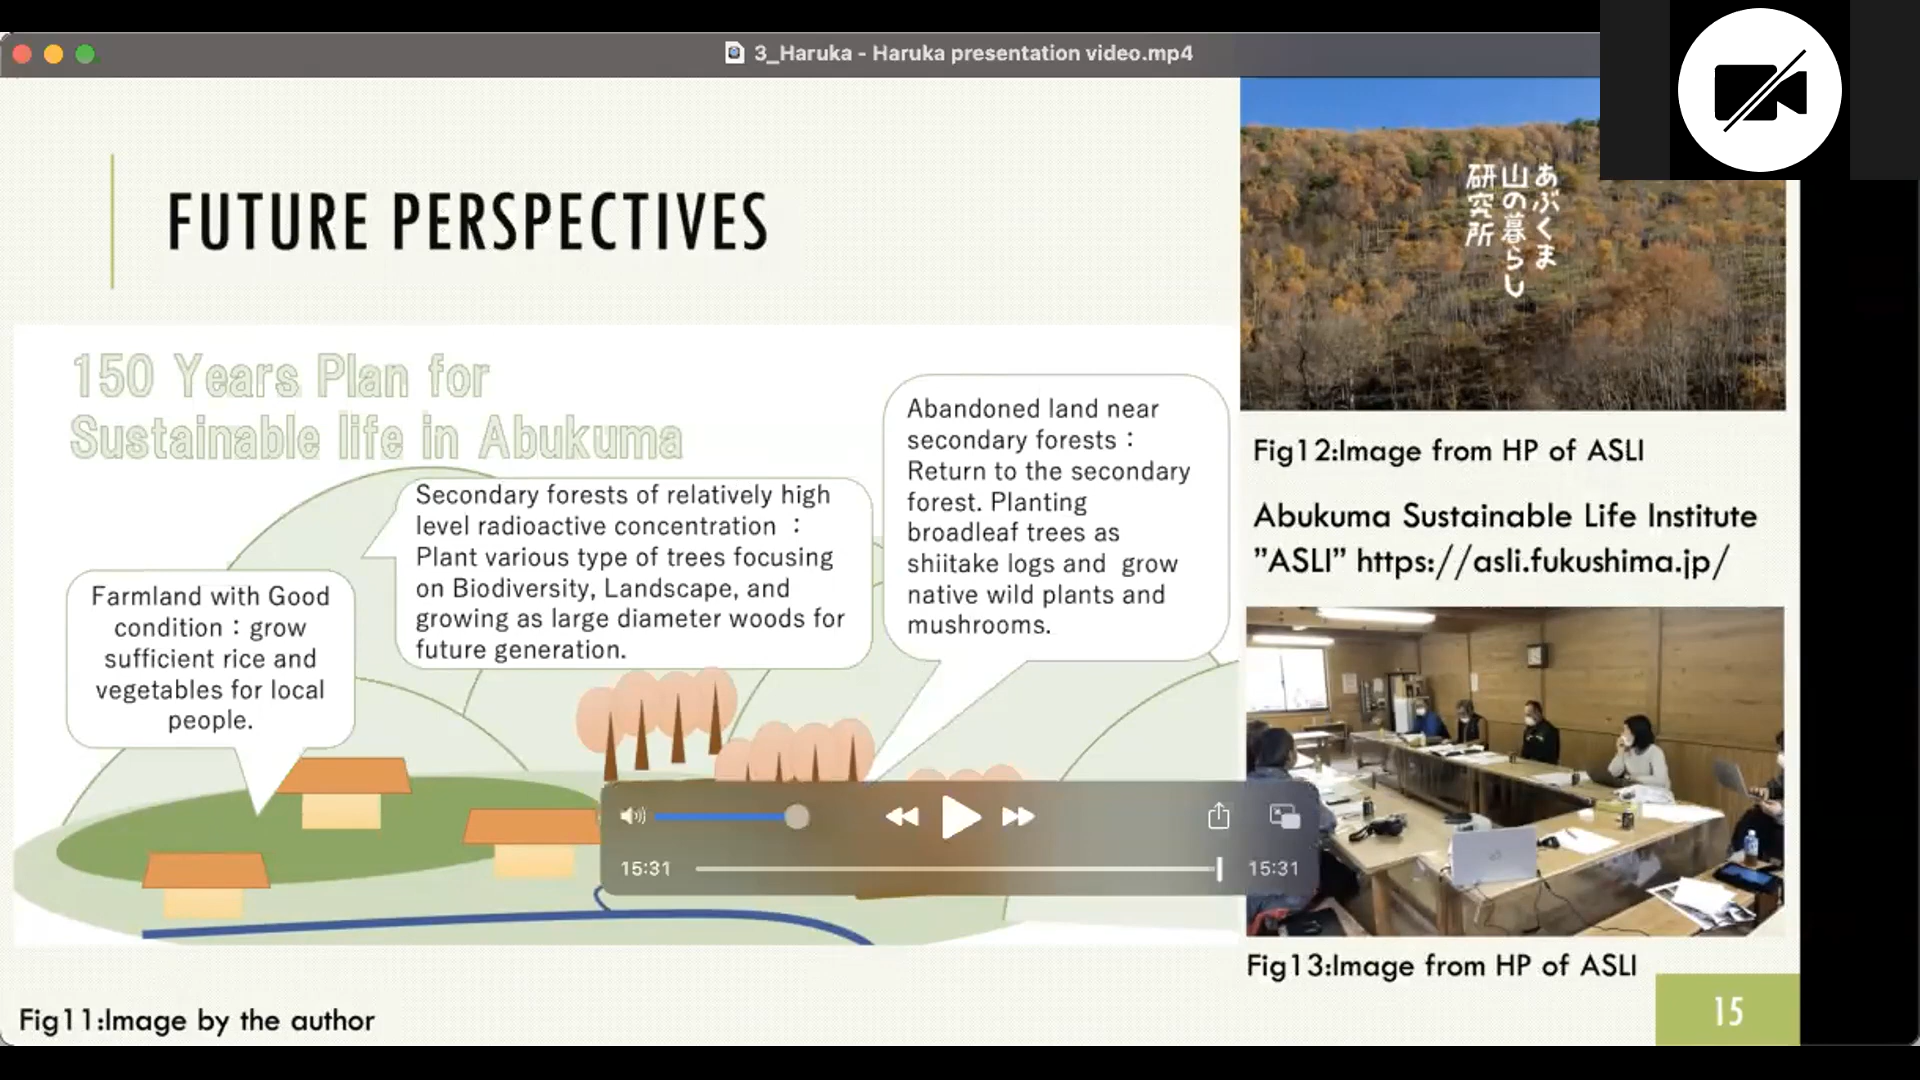 3_Haruka - Haruka presentation video.mp4
FUTURE PERSPECTIVES
150 Years Plan for
Sustainable life in Abukuma
Farmland with Good
condition：grow
sufficient rice and
vegetables for local
people.
Secondary forests of relatively high
level radioactive concentration ：
Plant various type of trees focusing
on Biodiversity, Landscape, and
growing as large diameter woods for
future generation.
Abandoned land near
secondary forests：
Return to the secondary
forest. Planting
broadleaf trees as
shiitake logs and grow
native wild plants and
mushrooms.
あぶくま
山の暮らし
研究所
Fig12:Image from HP of ASLI
Abukuma Sustainable Life Institute
”ASLI” https://asli.fukushima.jp/
15:31
15:31
Fig13:Image from HP of ASLI
Fig11:Image by the author
15